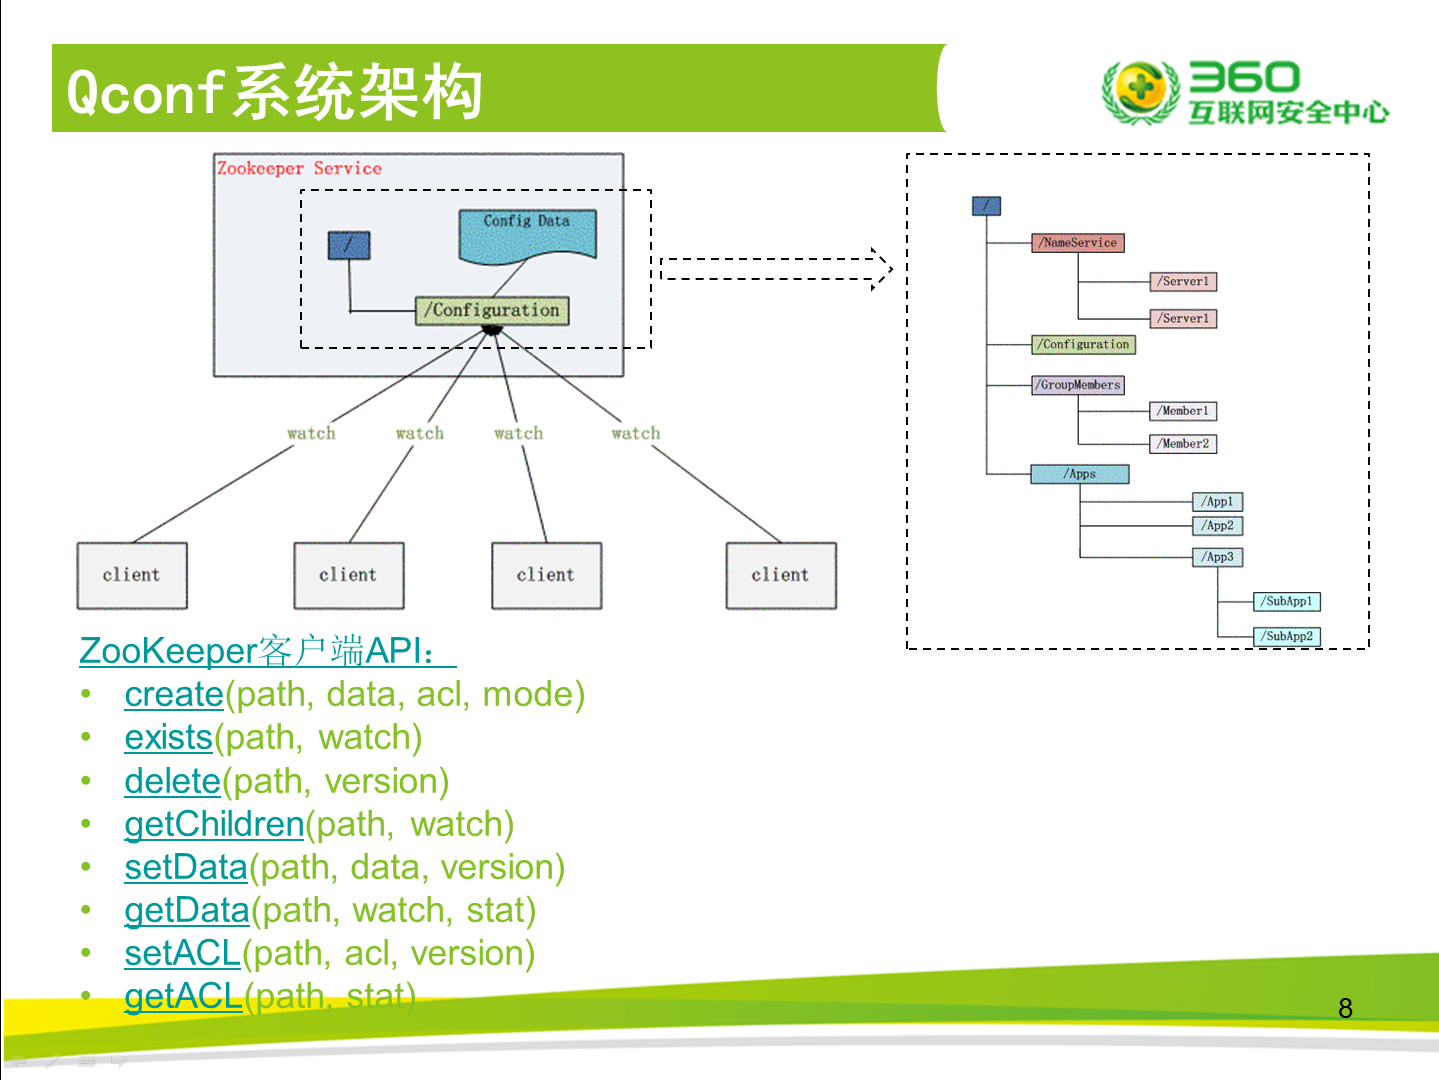 Qconf系统架构
360
互联网安全中心
Zookeeper Service
Config Data
/
/Configuration
watch
watch
watch
watch
client
client
client
client
/
/NameService
/Server1
/Server1
/Configuration
/GroupMembers
/Member1
/Member2
/Apps
/App1
/App2
/App3
/SubApp1
/SubApp2
ZooKeeper客户端API：
• create(path, data, acl, mode)
• exists(path, watch)
• delete(path, version)
• getChildren(path, watch)
• setData(path, data, version)
• getData(path, watch, stat)
• setACL(path, acl, version)
• getACL(path, stat)
8